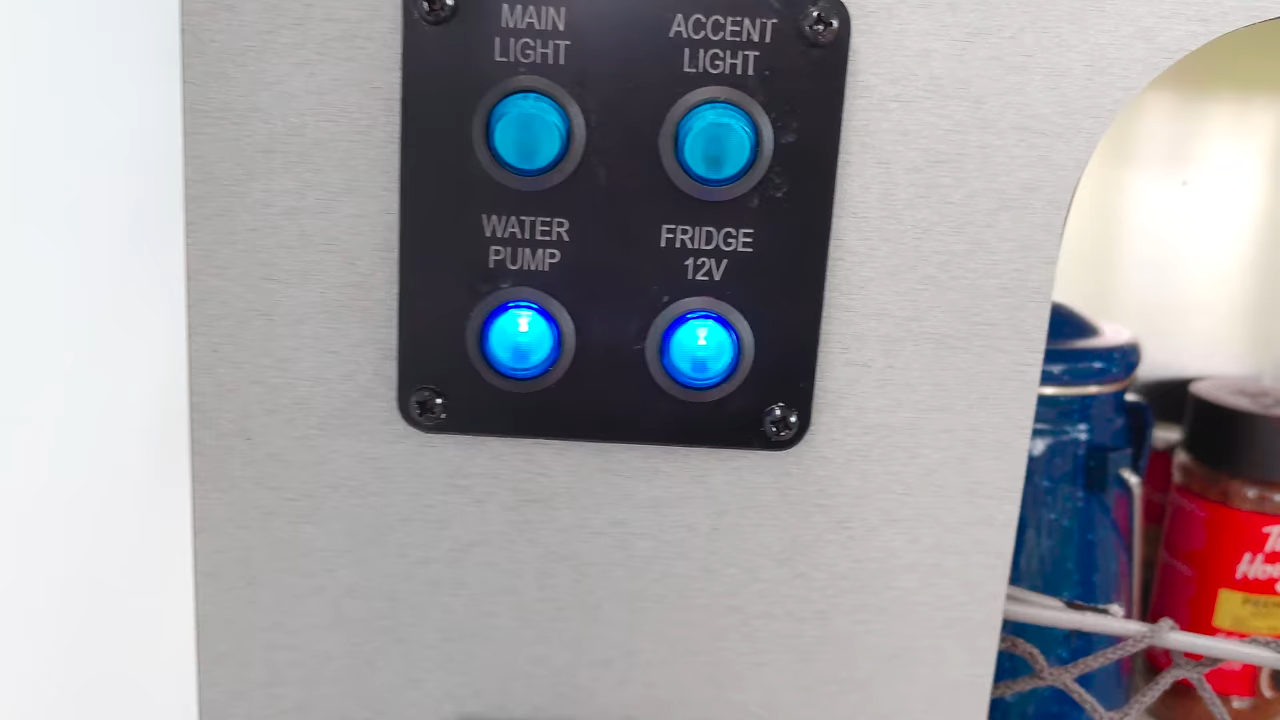 MAIN
LIGHT
ACCENT
LIGHT
WATER
PUMP
FRIDGE
12V